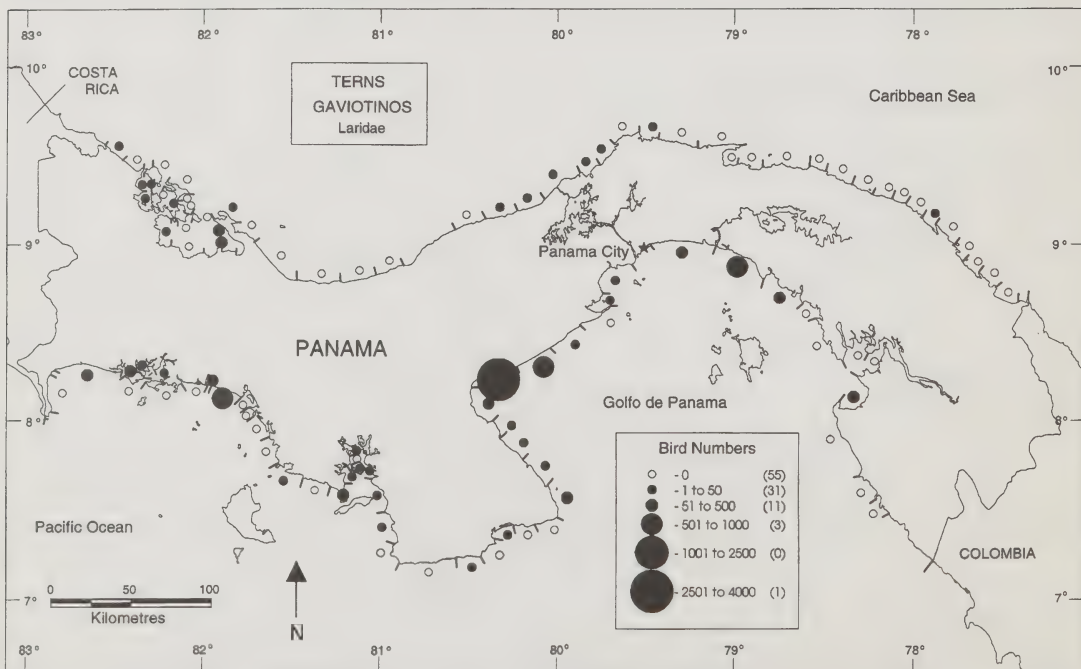 83° 82° 81° 80° 79° 78°
10° 10°
COSTA
RICA
TERNS
GAVIOTINOS
Laridae
Caribbean Sea
9° 9°
Panama City
PANAMA
8° 8°
Golfo de Panama
Bird Numbers
- 0 (55)
- 1 to 50 (31)
- 51 to 500 (11)
- 501 to 1000 (3)
- 1001 to 2500 (0)
- 2501 to 4000 (1)
Pacific Ocean
COLOMBIA
0 50 100
Kilometres
N
7° 7°
82° 81° 80° 79° 78°